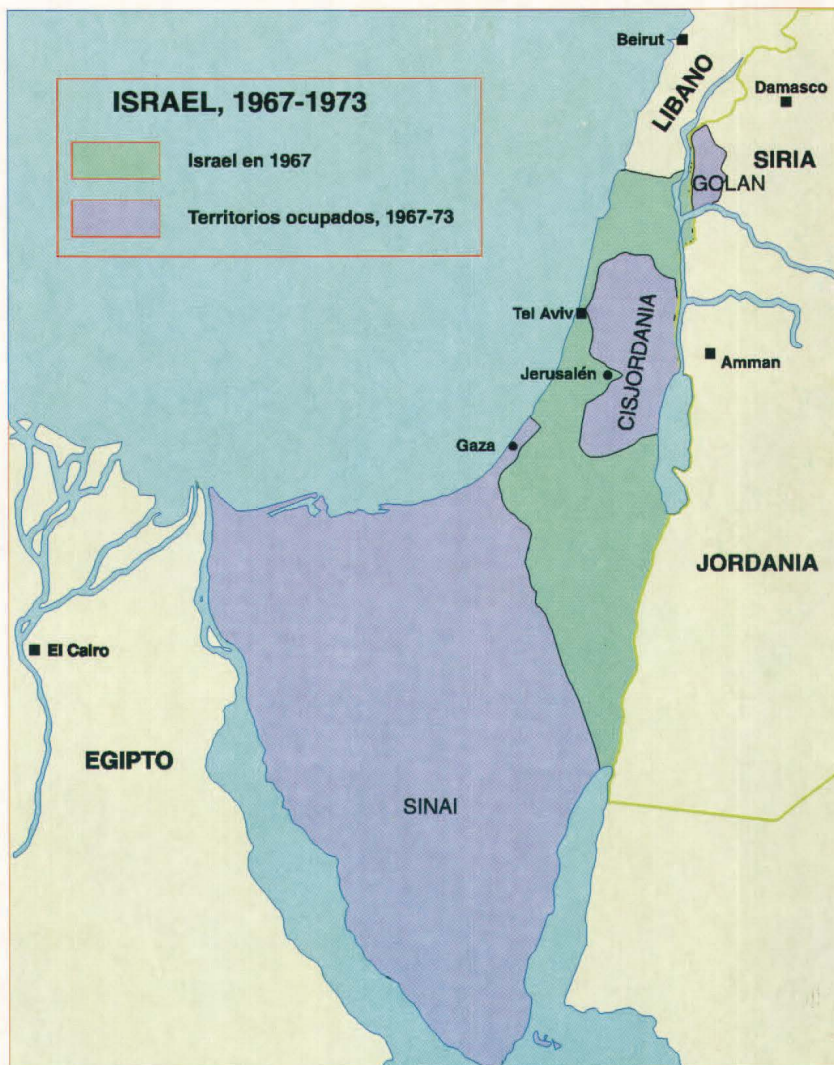 Beirut
LIBANO
Damasco
ISRAEL, 1967-1973
Israel en 1967
Territorios ocupados, 1967-73
SIRIA
GOLAN
Tel Aviv
CISJORDANIA
Amman
Jerusalén
Gaza
JORDANIA
El Cairo
EGIPTO
SINAI